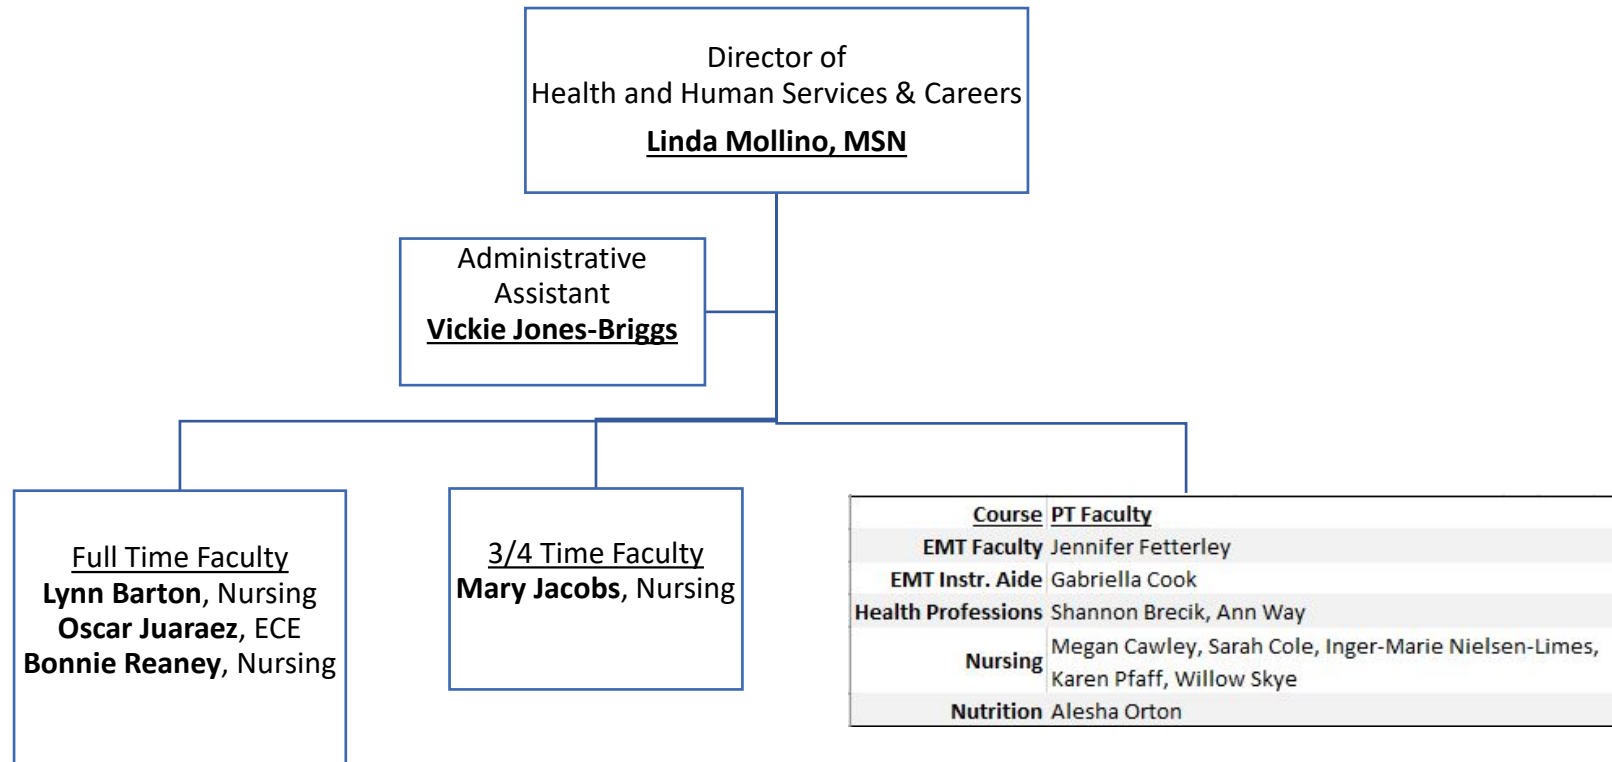 Director of
Health and Human Services & Careers
Linda Mollino, MSN
Administrative
Assistant
Vickie Jones-Briggs
Full Time Faculty
Lynn Barton, Nursing
Oscar Juaraez, ECE
Bonnie Reaney, Nursing
3/4 Time Faculty
Mary Jacobs, Nursing
Course PT Faculty
EMT Faculty Jennifer Fetterley
EMT Instr. Aide Gabriella Cook
Health Professions Shannon Brecik, Ann Way
Nursing Megan Cawley, Sarah Cole, Inger-Marie Nielsen-Limes,
Karen Pfaff, Willow Skye
Nutrition Alesha Orton